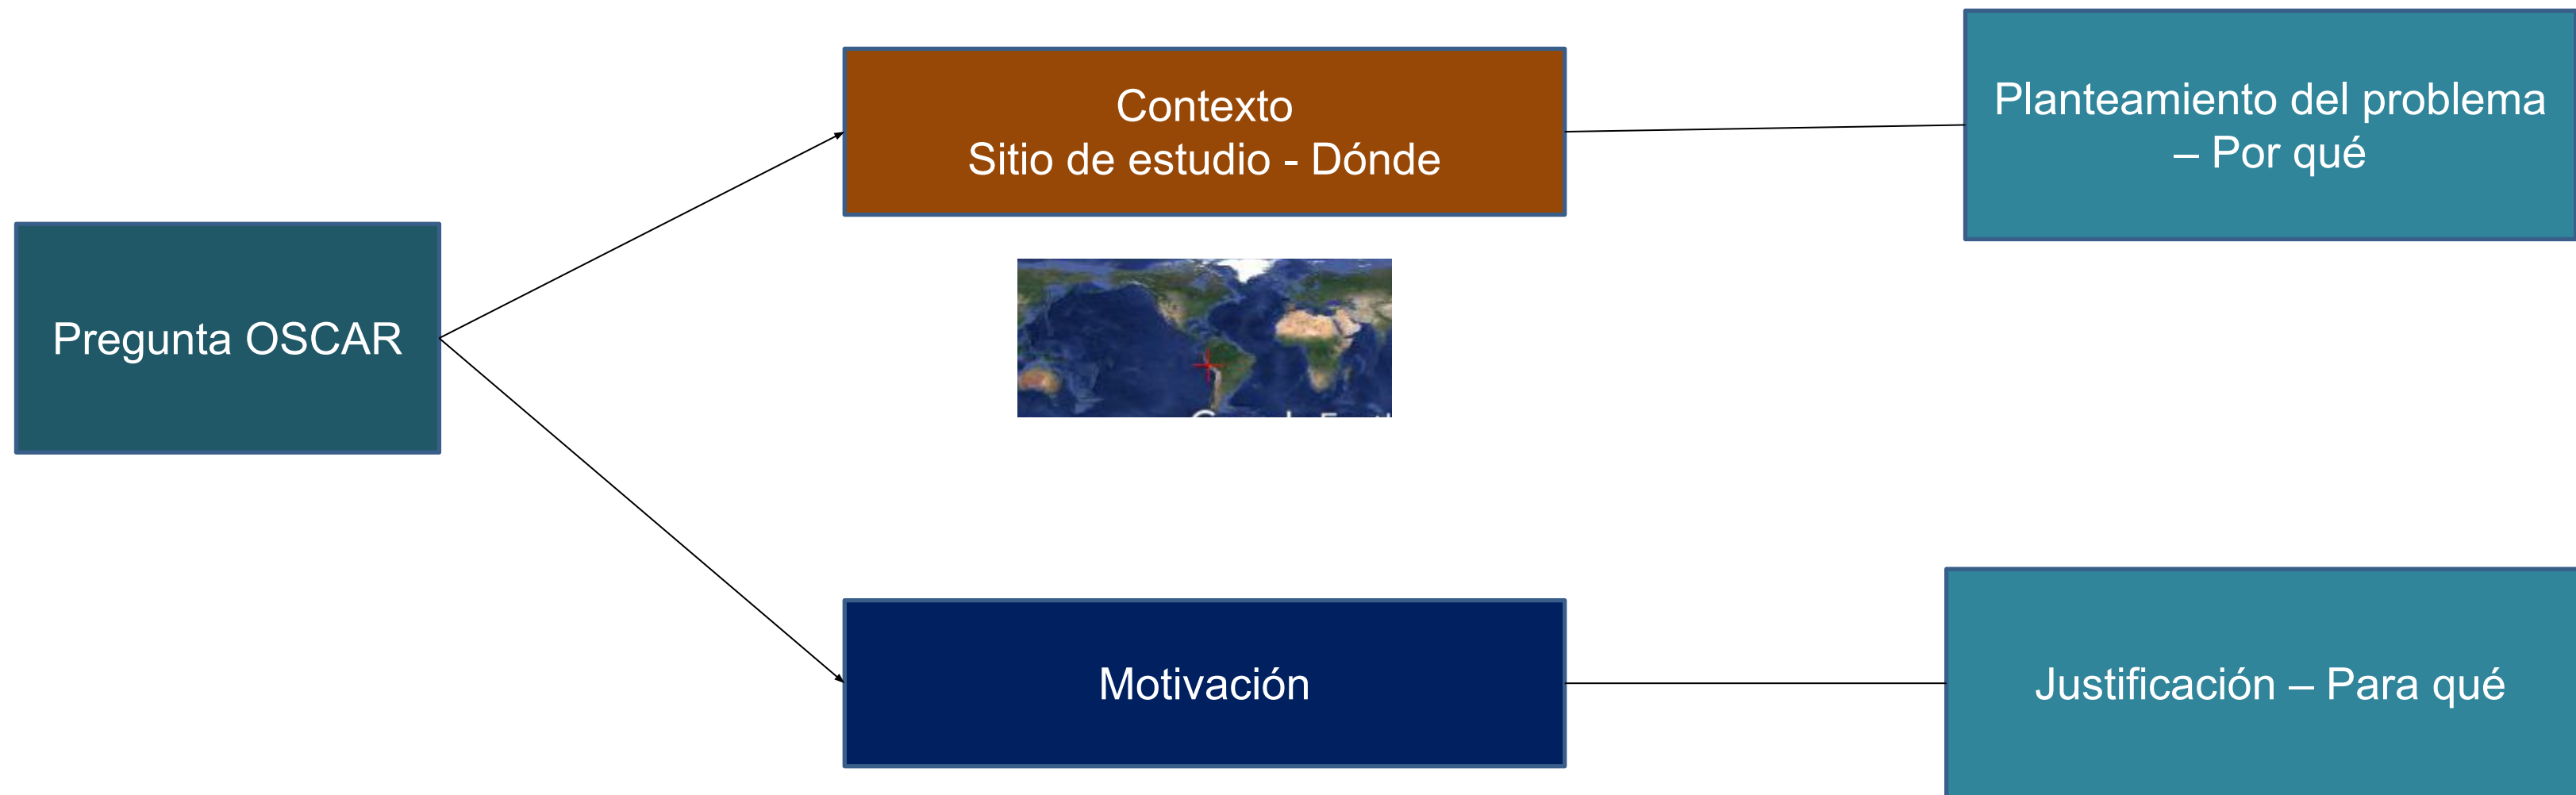 Pregunta OSCAR
Contexto
Sitio de estudio - Dónde
Planteamiento del problema
– Por qué
Motivación
Justificación – Para qué